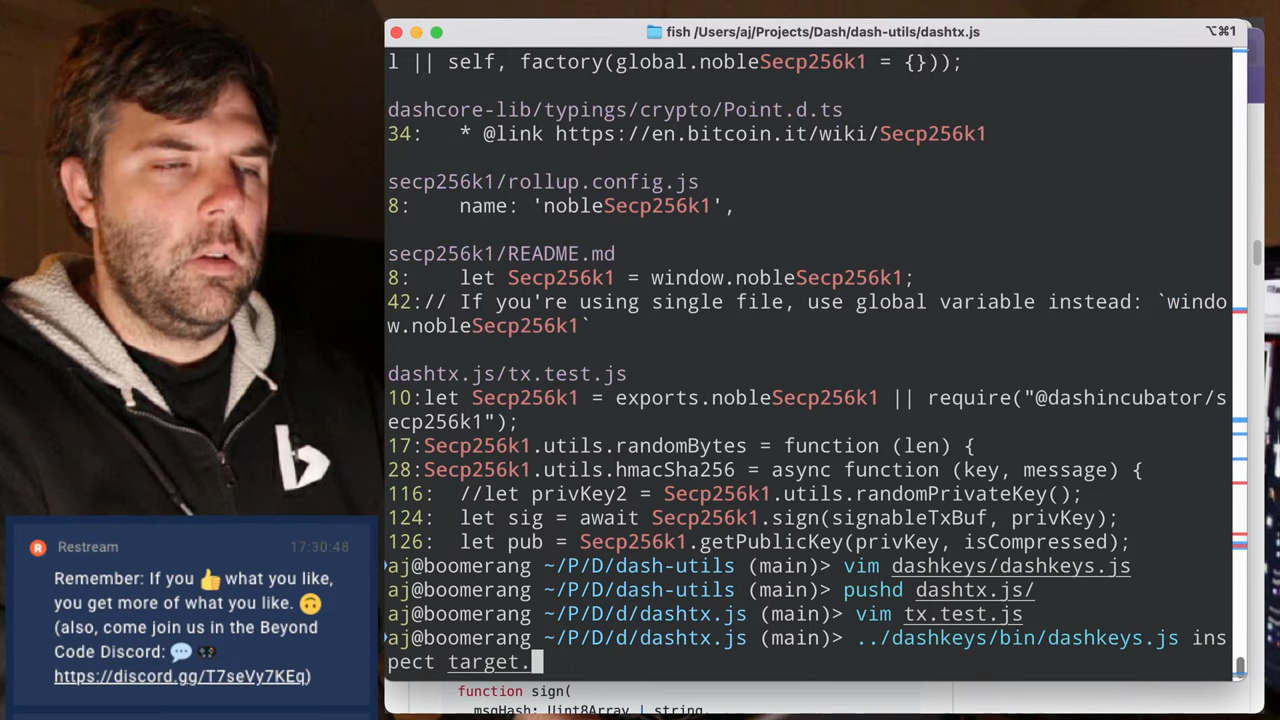 fish /Users/aj/Projects/Dash/dash-utils/dashtx.js
⌥⌘1
l || self, factory(global.nobleSecp256k1 = {}));
dashcore-lib/typings/crypto/Point.d.ts
34:   * @link https://en.bitcoin.it/wiki/Secp256k1
secp256k1/rollup.config.js
8:    name: 'nobleSecp256k1',
secp256k1/README.md
8:    let Secp256k1 = window.nobleSecp256k1;
42:// If you're using single file, use global variable instead: `windo
w.nobleSecp256k1`
dashtx.js/tx.test.js
10:let Secp256k1 = exports.nobleSecp256k1 || require("@dashincubator/s
ecp256k1");
17:Secp256k1.utils.randomBytes = function (len) {
28:Secp256k1.utils.hmacSha256 = async function (key, message) {
116:  //let privKey2 = Secp256k1.utils.randomPrivateKey();
124:  let sig = await Secp256k1.sign(signableTxBuf, privKey);
126:  let pub = Secp256k1.getPublicKey(privKey, isCompressed);
aj@boomerang ~/P/D/dash-utils (main)> vim dashkeys/dashkeys.js
aj@boomerang ~/P/D/dash-utils (main)> pushd dashtx.js/
aj@boomerang ~/P/D/d/dashtx.js (main)> vim tx.test.js
aj@boomerang ~/P/D/d/dashtx.js (main)> ../dashkeys/bin/dashkeys.js ins
pect target.
function sign(
msgHash: Uint8Array | string,
R Restream 17:30:48
Remember: If you 👍 what you like,
you get more of what you like. 🙃
(also, come join us in the Beyond
Code Discord: 💬 🎮
https://discord.gg/T7seVy7KEq)
b